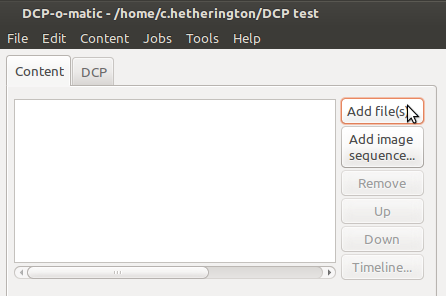 DCP-o-matic - /home/c.hetherington/DCP test
File Edit Content Jobs Tools Help
Content DCP
Add file(s)
Add image
sequence...
Remove
Up
Down
Timeline...